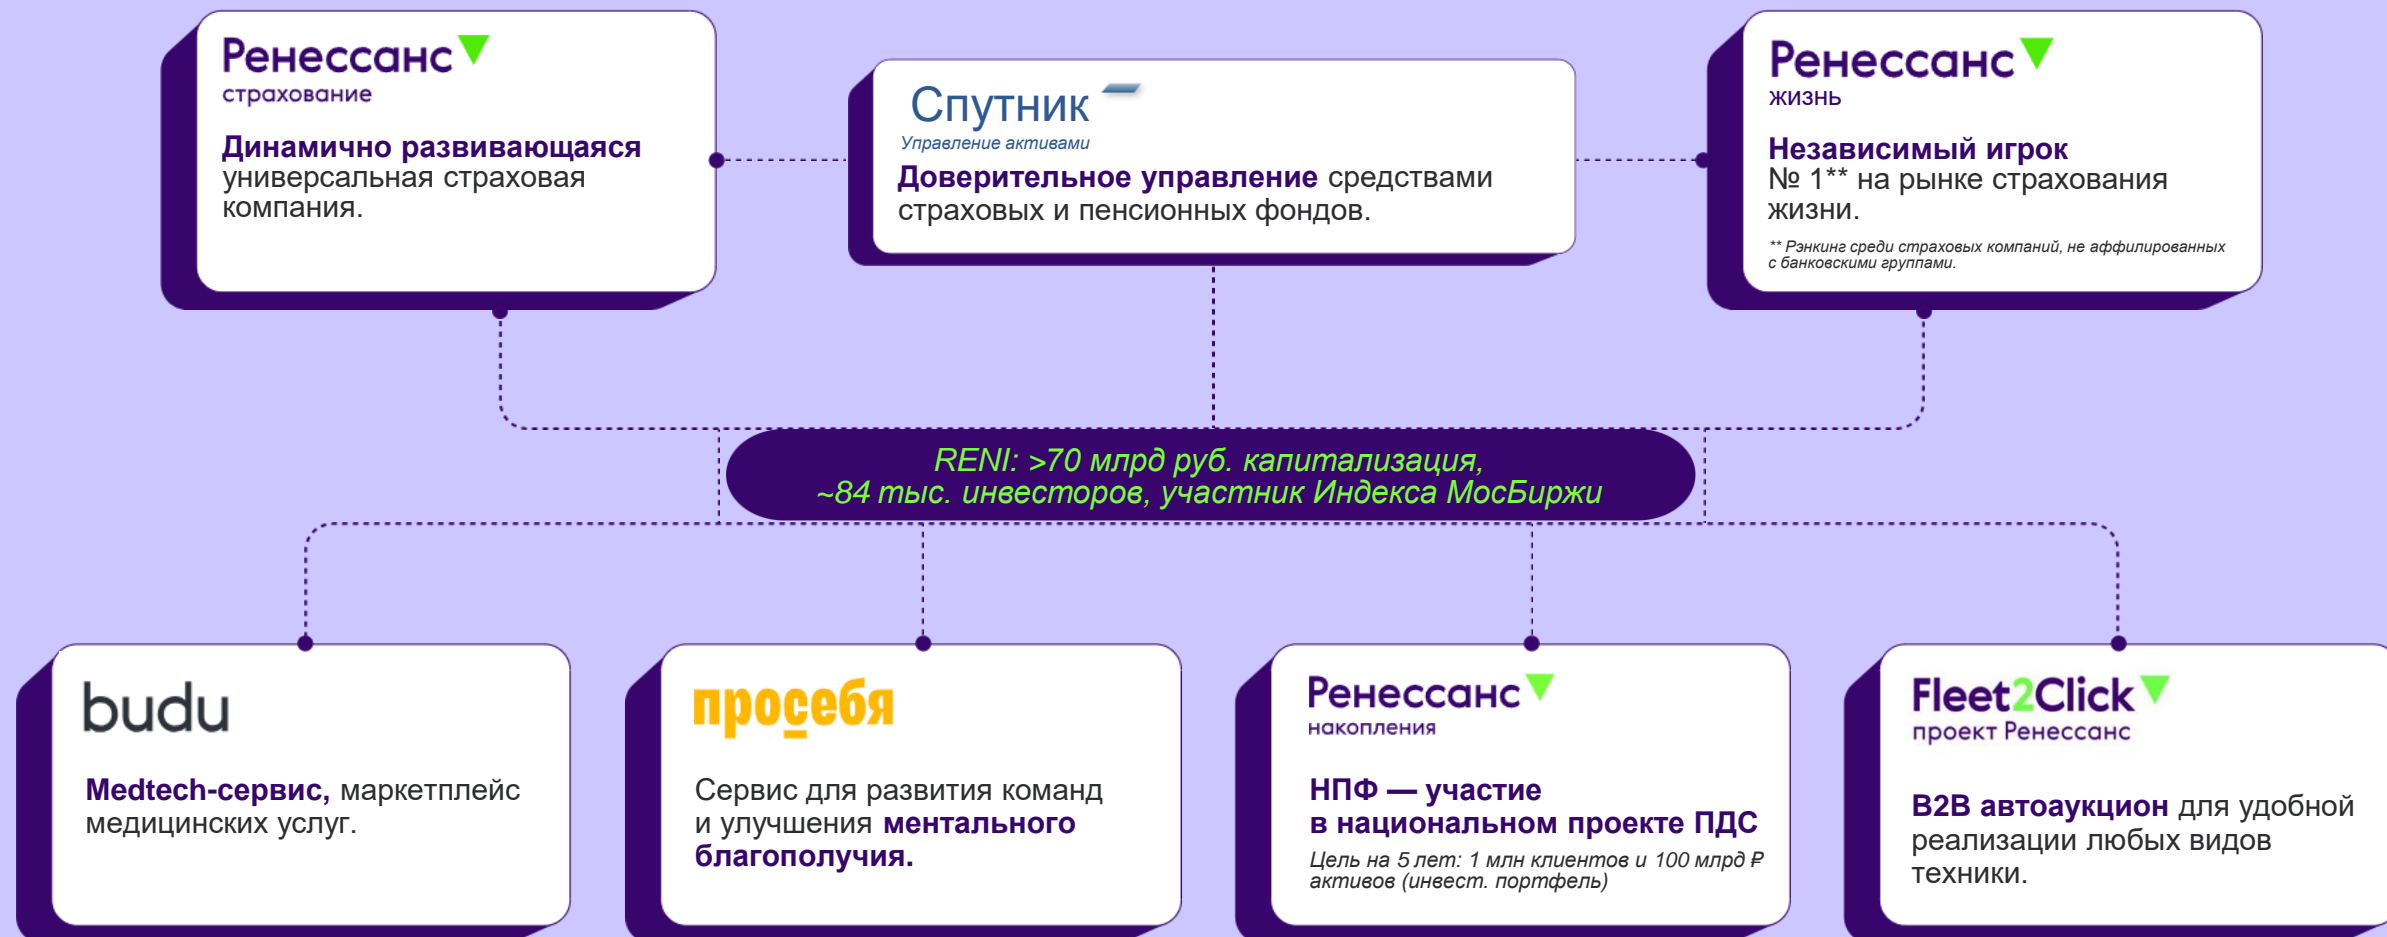 Ренессанс
страхование
Динамично развивающаяся
универсальная страховая
компания.
Спутник
Управление активами
Доверительное управление средствами
страховых и пенсионных фондов.
Ренессанс
жизнь
Независимый игрок
№ 1** на рынке страхования
жизни.
** Рэнкинг среди страховых компаний, не аффилированных
с банковскими группами.
RENI: >70 млрд руб. капитализация,
~84 тыс. инвесторов, участник Индекса МосБиржи
budu
Medtech-сервис, маркетплейс
медицинских услуг.
просебя
Сервис для развития команд
и улучшения ментального
благополучия.
Ренессанс
накопления
НПФ — участие
в национальном проекте ПДС
Цель на 5 лет: 1 млн клиентов и 100 млрд ₽
активов (инвест. портфель)
Fleet2Click
проект Ренессанс
B2B автоаукцион для удобной
реализации любых видов
техники.